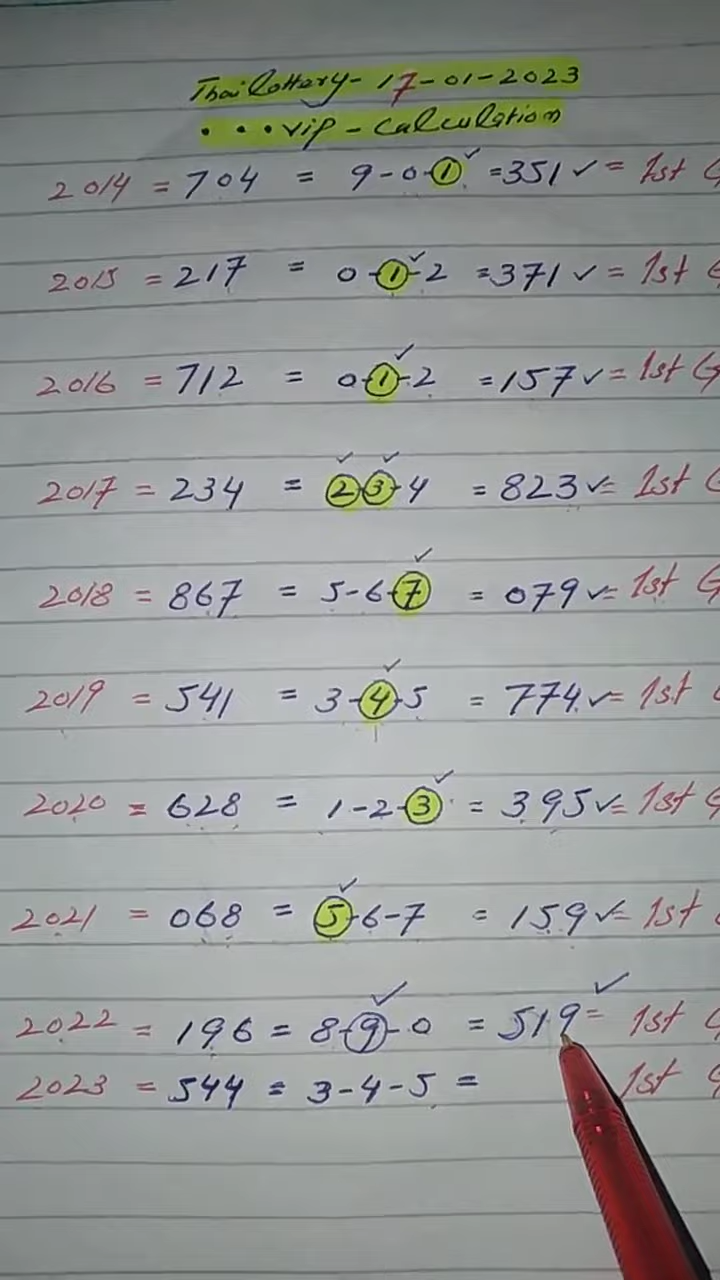 Thai Lottery- 17-01-2023
• • • vip - calculation
2014 = 704 = 9-0-1 ✓ =351 ✓ = 1st G
2015 = 217 = 0-1-2 ✓ =371 ✓ = 1st G
2016 = 712 = 0-1-2 ✓ =157 ✓ = 1st G
2017 = 234 = 2-3-4 ✓ ✓ = 823 ✓ = 1st G
2018 = 867 = 5-6-7 ✓ = 079 ✓ = 1st G
2019 = 541 = 3-4-5 ✓ = 774 ✓ = 1st G
2020 = 628 = 1-2-3 ✓ = 395 ✓ = 1st G
2021 = 068 = 5-6-7 ✓ = 159 ✓ = 1st G
2022 = 196 = 8-9-0 ✓ = 519 ✓ = 1st G
2023 = 544 = 3-4-5 = 1st G